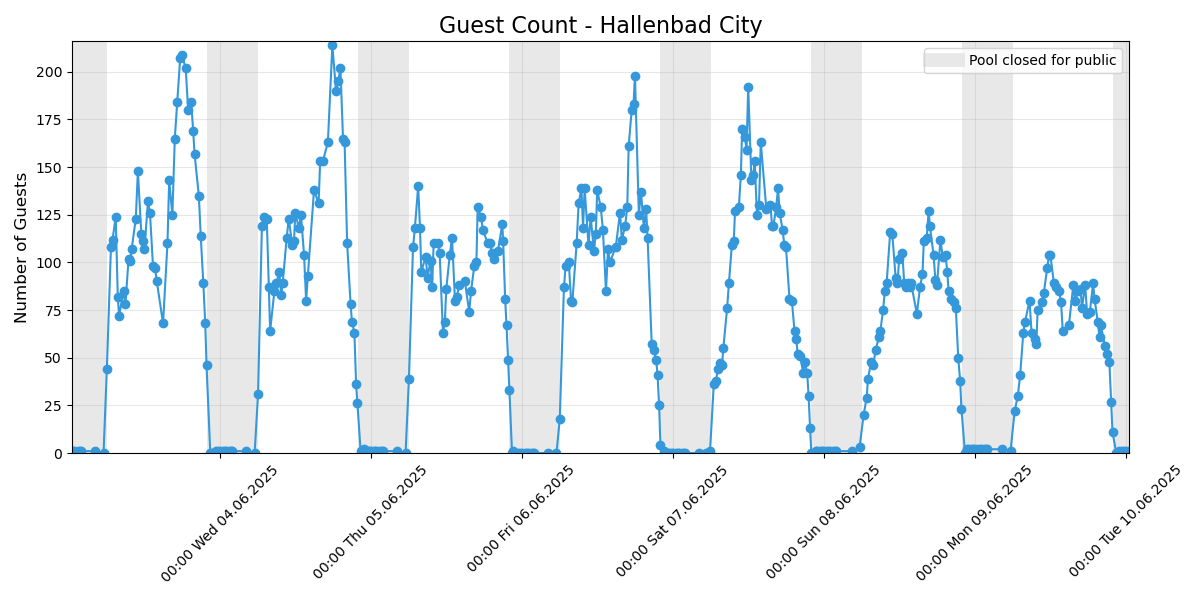 Guest Count - Hallenbad City
Pool closed for public
Number of Guests
200
175
150
125
100
75
50
25
0
00:00 Wed 04.06.2025
00:00 Thu 05.06.2025
00:00 Fri 06.06.2025
00:00 Sat 07.06.2025
00:00 Sun 08.06.2025
00:00 Mon 09.06.2025
00:00 Tue 10.06.2025